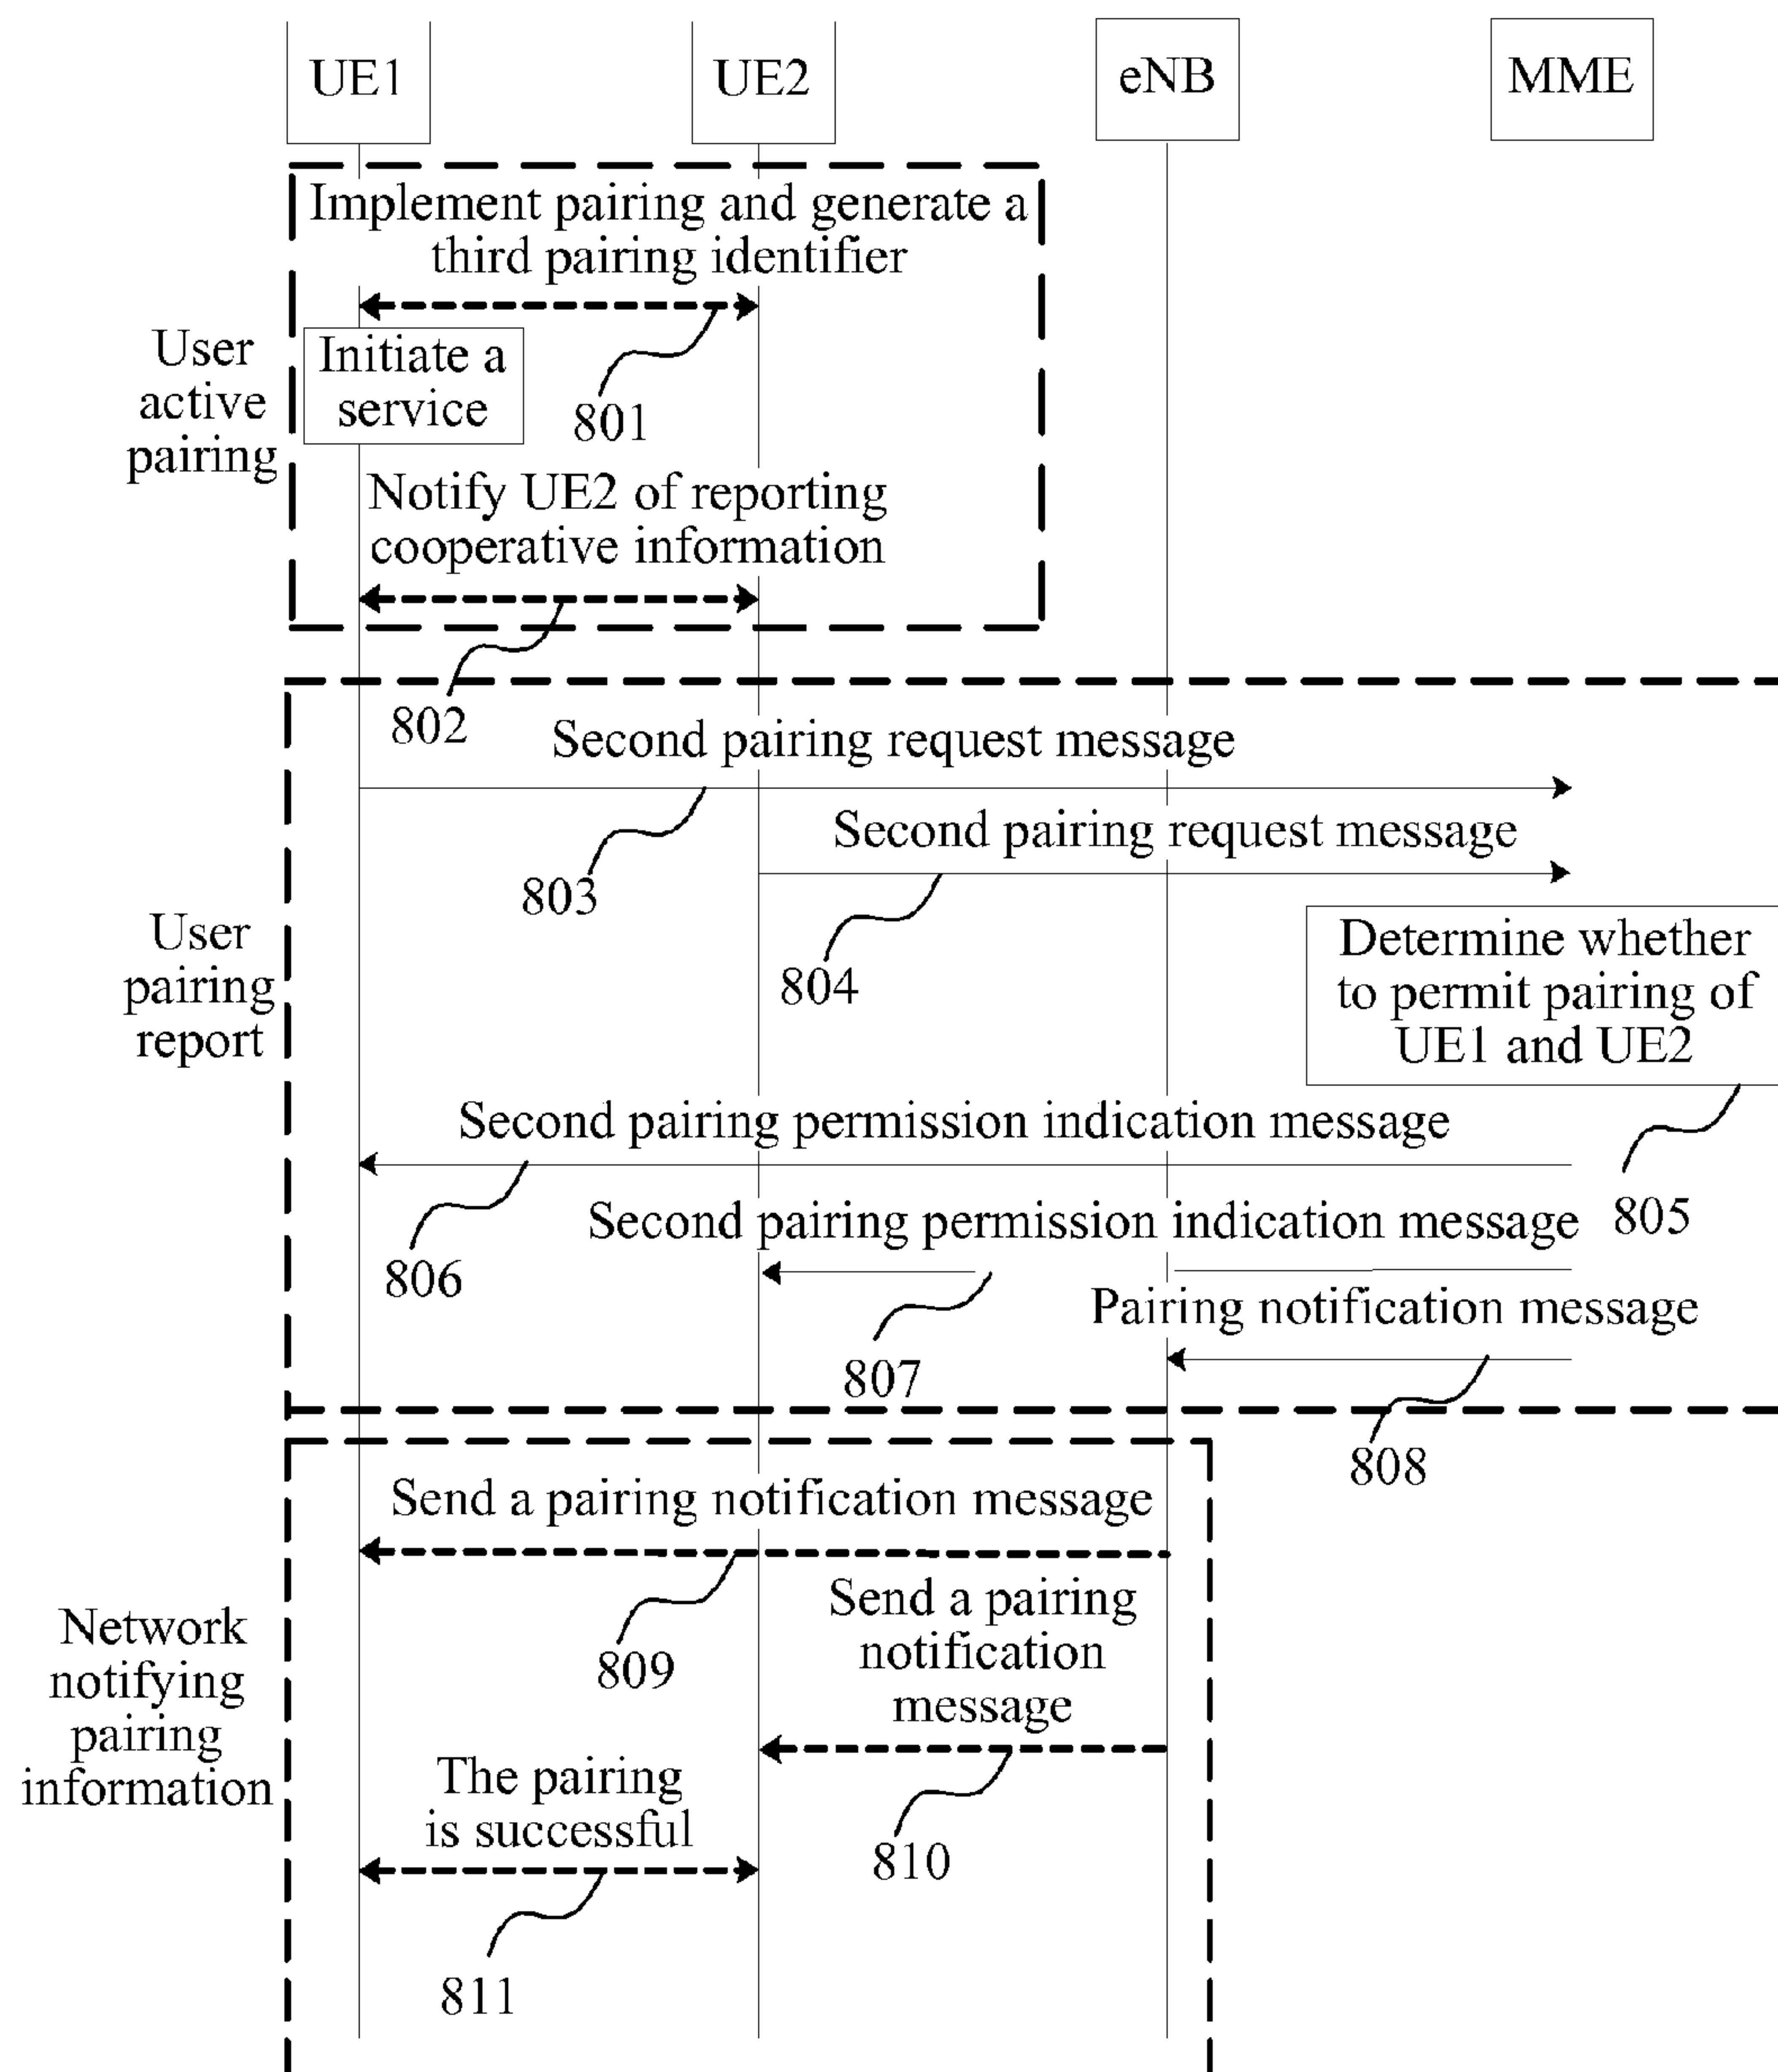 UE1
UE2
eNB
MME
Implement pairing and generate a
third pairing identifier
User
active
pairing
Initiate a
service
801
Notify UE2 of reporting
cooperative information
802
Second pairing request message
803
Second pairing request message
804
User
pairing
report
Determine whether
to permit pairing of
UE1 and UE2
805
Second pairing permission indication message
806
Second pairing permission indication message
807
Pairing notification message
808
Send a pairing notification message
809
Network
notifying
pairing
information
Send a pairing
notification
message
810
The pairing
is successful
811